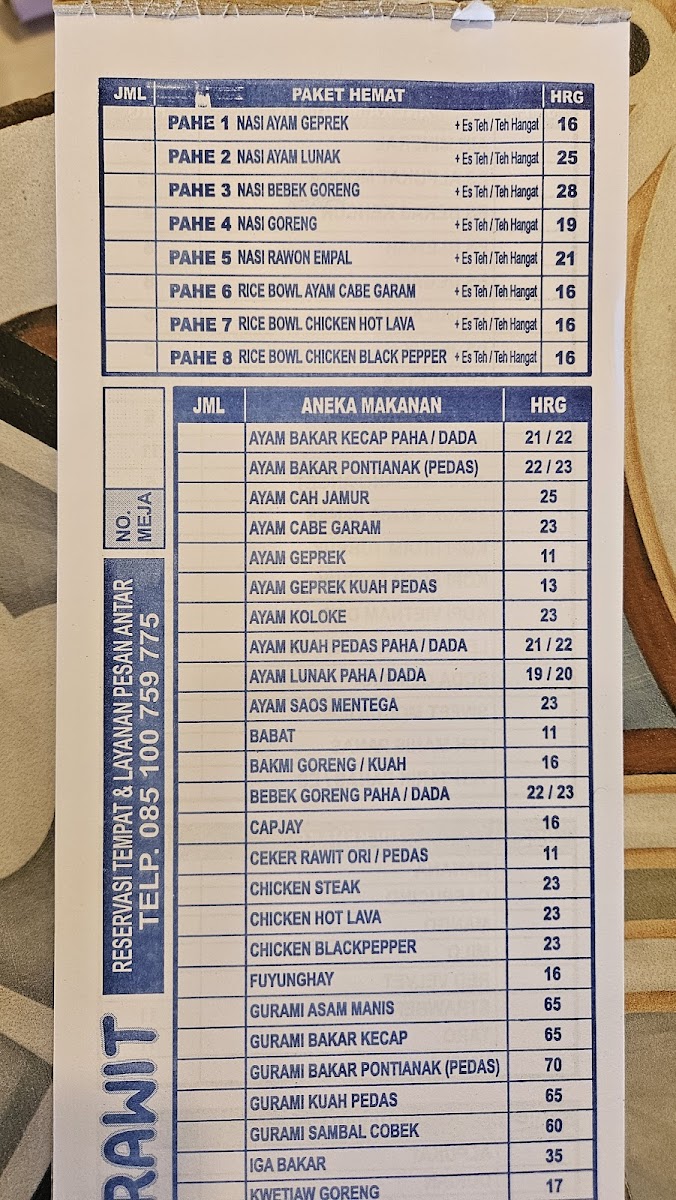 JML PAKET HEMAT HRG
PAHE 1 NASI AYAM GEPREK + Es Teh / Teh Hangat 16
PAHE 2 NASI AYAM LUNAK + Es Teh / Teh Hangat 25
PAHE 3 NASI BEBEK GORENG + Es Teh / Teh Hangat 28
PAHE 4 NASI GORENG + Es Teh / Teh Hangat 19
PAHE 5 NASI RAWON EMPAL + Es Teh / Teh Hangat 21
PAHE 6 RICE BOWL AYAM CABE GARAM + Es Teh / Teh Hangat 16
PAHE 7 RICE BOWL CHICKEN HOT LAVA + Es Teh / Teh Hangat 16
PAHE 8 RICE BOWL CHICKEN BLACK PEPPER + Es Teh / Teh Hangat 16
JML ANEKA MAKANAN HRG
AYAM BAKAR KECAP PAHA / DADA 21 / 22
AYAM BAKAR PONTIANAK (PEDAS) 22 / 23
AYAM CAH JAMUR 25
AYAM CABE GARAM 23
AYAM GEPREK 11
AYAM GEPREK KUAH PEDAS 13
AYAM KOLOKE 23
AYAM KUAH PEDAS PAHA / DADA 21 / 22
AYAM LUNAK PAHA / DADA 19 / 20
AYAM SAOS MENTEGA 23
BABAT 11
BAKMI GORENG / KUAH 16
BEBEK GORENG PAHA / DADA 22 / 23
CAPJAY 16
CEKER RAWIT ORI / PEDAS 11
CHICKEN STEAK 23
CHICKEN HOT LAVA 23
CHICKEN BLACKPEPPER 23
FUYUNGHAY 16
GURAMI ASAM MANIS 65
GURAMI BAKAR KECAP 65
GURAMI BAKAR PONTIANAK (PEDAS) 70
GURAMI KUAH PEDAS 65
GURAMI SAMBAL COBEK 60
IGA BAKAR 35
KWETIAW GORENG 17
NO.
MEJA
RESERVASI TEMPAT & LAYANAN PESAN ANTAR
TELP. 085 100 759 775
RAWIT